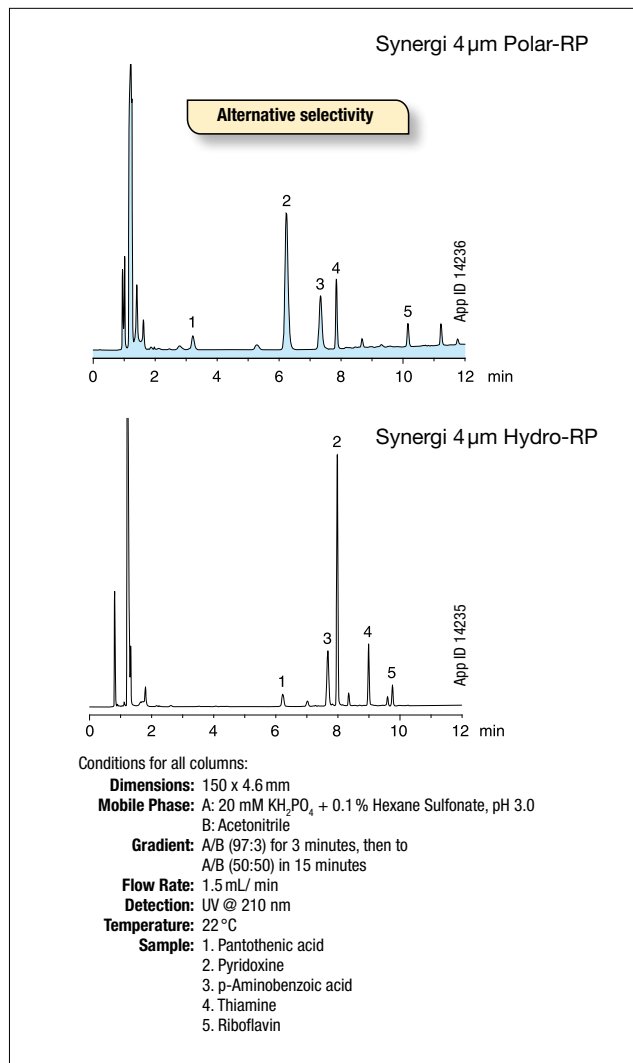 Synergi 4 µm Polar-RP
Alternative selectivity
1
2
3
4
5
App ID 14236
0 2 4 6 8 10 12 min
Synergi 4 µm Hydro-RP
1
3
2
4
5
App ID 14235
0 2 4 6 8 10 12 min
Conditions for all columns:
Dimensions: 150 x 4.6 mm
Mobile Phase: A: 20 mM KH₂PO₄ + 0.1 % Hexane Sulfonate, pH 3.0
B: Acetonitrile
Gradient: A/B (97:3) for 3 minutes, then to
A/B (50:50) in 15 minutes
Flow Rate: 1.5 mL/ min
Detection: UV @ 210 nm
Temperature: 22 °C
Sample: 1. Pantothenic acid
2. Pyridoxine
3. p-Aminobenzoic acid
4. Thiamine
5. Riboflavin